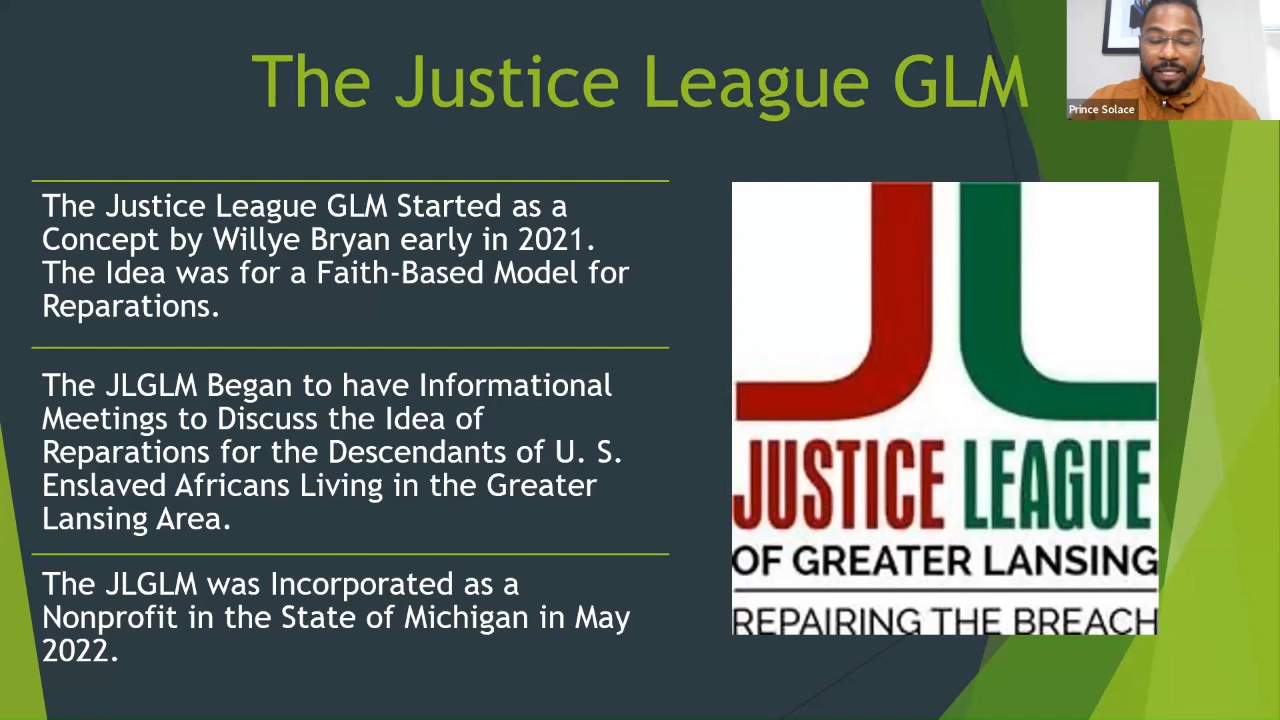 The Justice League GLM
Prince Solace
The Justice League GLM Started as a
Concept by Willye Bryan early in 2021.
The Idea was for a Faith-Based Model for
Reparations.
The JLGLM Began to have Informational
Meetings to Discuss the Idea of
Reparations for the Descendants of U. S.
Enslaved Africans Living in the Greater
Lansing Area.
The JLGLM was Incorporated as a
Nonprofit in the State of Michigan in May
2022.
JL
JUSTICE LEAGUE
OF GREATER LANSING
REPAIRING THE BREACH